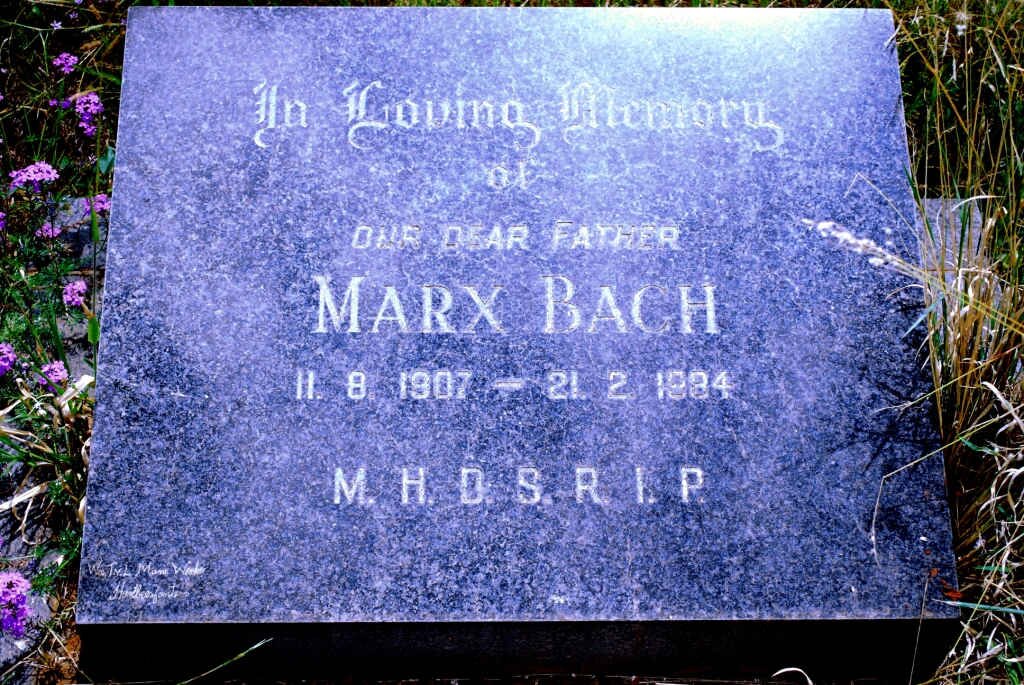 In Loving Memory
of
OUR DEAR FATHER
MARX BACH
11. 8. 1907 — 21. 2. 1984
M. H. D. S. R. I. P.